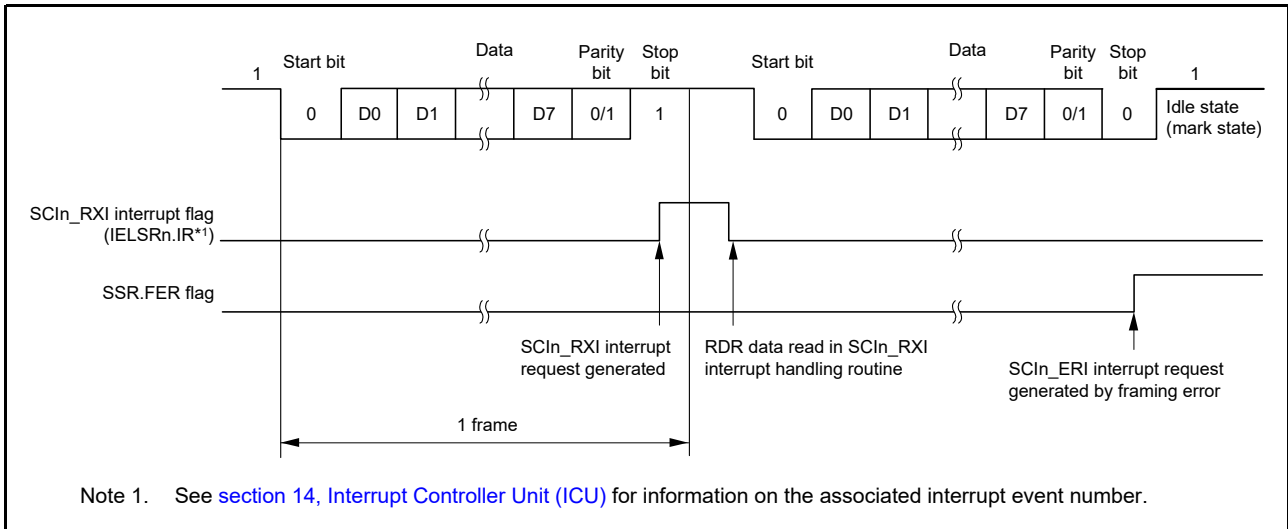 Start bit Data Parity bit Stop bit Start bit Data Parity bit Stop bit
1 1
0 D0 D1 D7 0/1 1 0 D0 D1 D7 0/1 0 Idle state
(mark state)
SCIn_RXI interrupt flag
(IELSRn.IR*1)
SSR.FER flag
SCIn_RXI interrupt
request generated
RDR data read in SCIn_RXI
interrupt handling routine
SCIn_ERI interrupt request
generated by framing error
1 frame
Note 1. See section 14, Interrupt Controller Unit (ICU) for information on the associated interrupt event number.